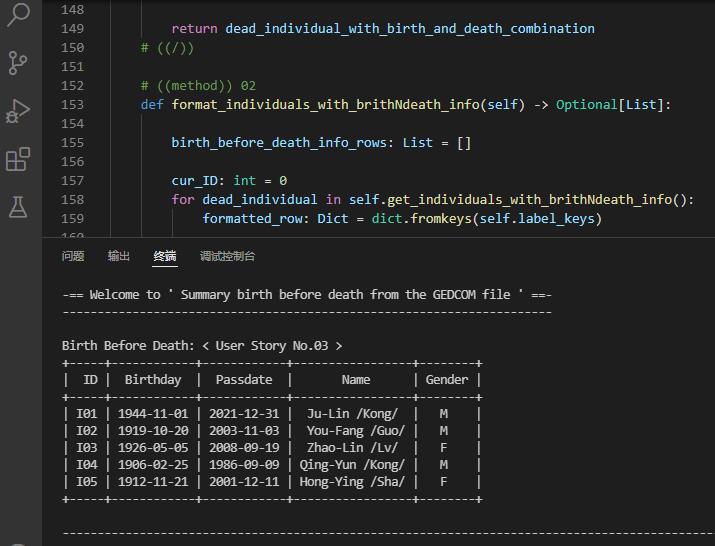 148
149 return dead_individual_with_birth_and_death_combination
150 # ((/))
151
152 # ((method)) 02
153 def format_individuals_with_brithNdeath_info(self) -> Optional[List]:
154
155 birth_before_death_info_rows: List = []
156
157 cur_ID: int = 0
158 for dead_individual in self.get_individuals_with_brithNdeath_info():
159 formatted_row: Dict = dict.fromkeys(self.label_keys)
问题 输出 终端 调试控制台
-== Welcome to ' Summary birth before death from the GEDCOM file ' ==-
----------------------------------------------------------------------
Birth Before Death: < User Story No.03 >
+-----+------------+------------+-----------------+--------+
| ID | Birthday | Passdate | Name | Gender |
+-----+------------+------------+-----------------+--------+
| I01 | 1944-11-01 | 2021-12-31 | Ju-Lin /Kong/ | M |
| I02 | 1919-10-20 | 2003-11-03 | You-Fang /Guo/ | M |
| I03 | 1926-05-05 | 2008-09-19 | Zhao-Lin /Lv/ | F |
| I04 | 1906-02-25 | 1986-09-09 | Qing-Yun /Kong/ | M |
| I05 | 1912-11-21 | 2001-12-11 | Hong-Ying /Sha/ | F |
+-----+------------+------------+-----------------+--------+
----------------------------------------------------------------------------------------------